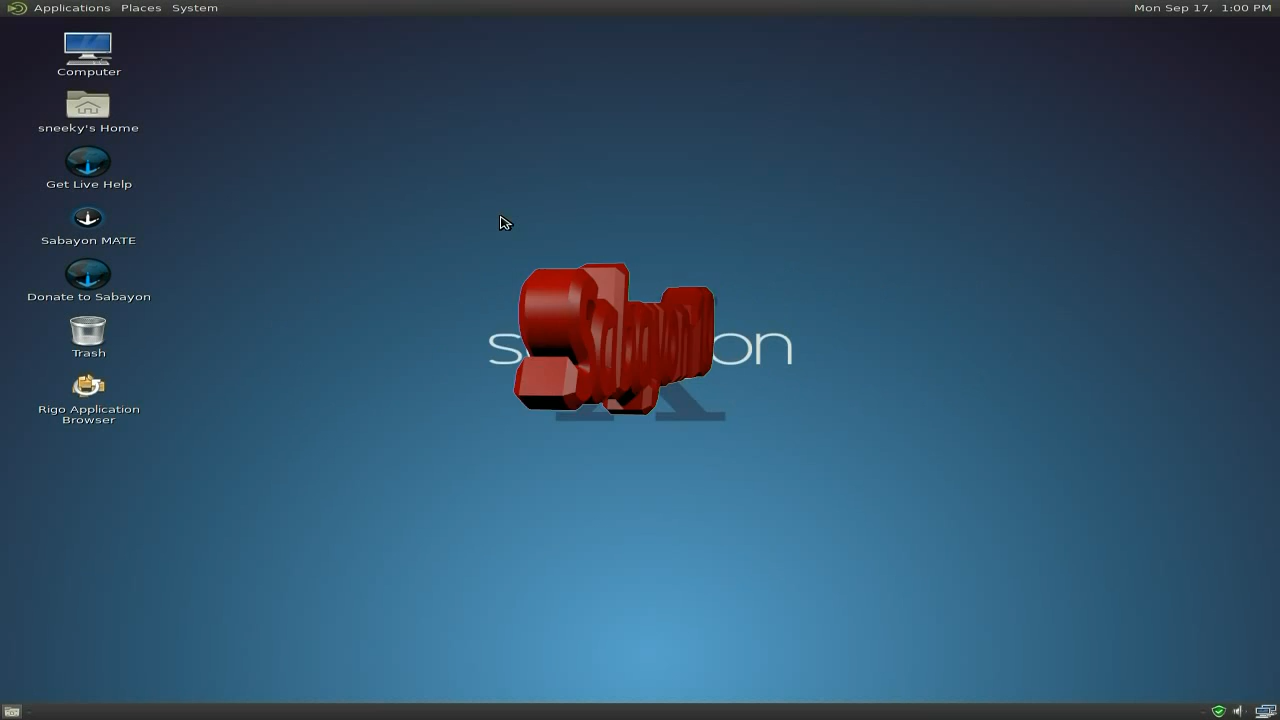 Applications Places System
Mon Sep 17, 1:00 PM
Computer
sneeky's Home
Get Live Help
Sabayon MATE
Donate to Sabayon
Trash
Rigo Application
Browser